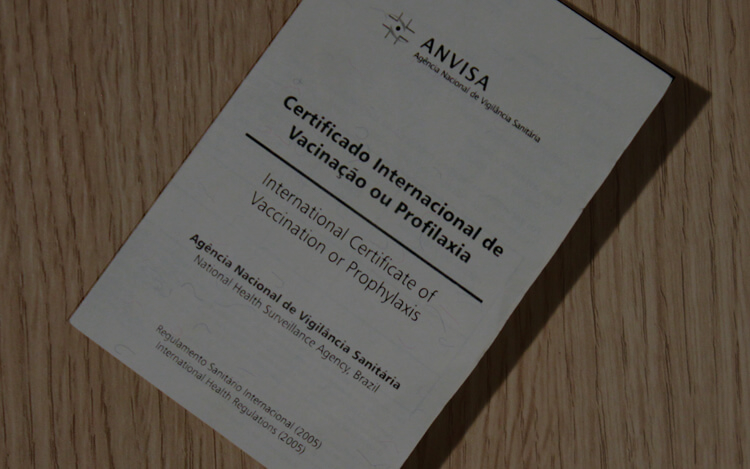 ANVISA
Agência Nacional de Vigilância Sanitária
Certificado Internacional de
Vacinação ou Profilaxia
International Certificate of
Vaccination or Prophylaxis
Agência Nacional de Vigilância Sanitária
National Health Surveillance Agency, Brazil
Regulamento Sanitário Internacional (2005)
International Health Regulations (2005)